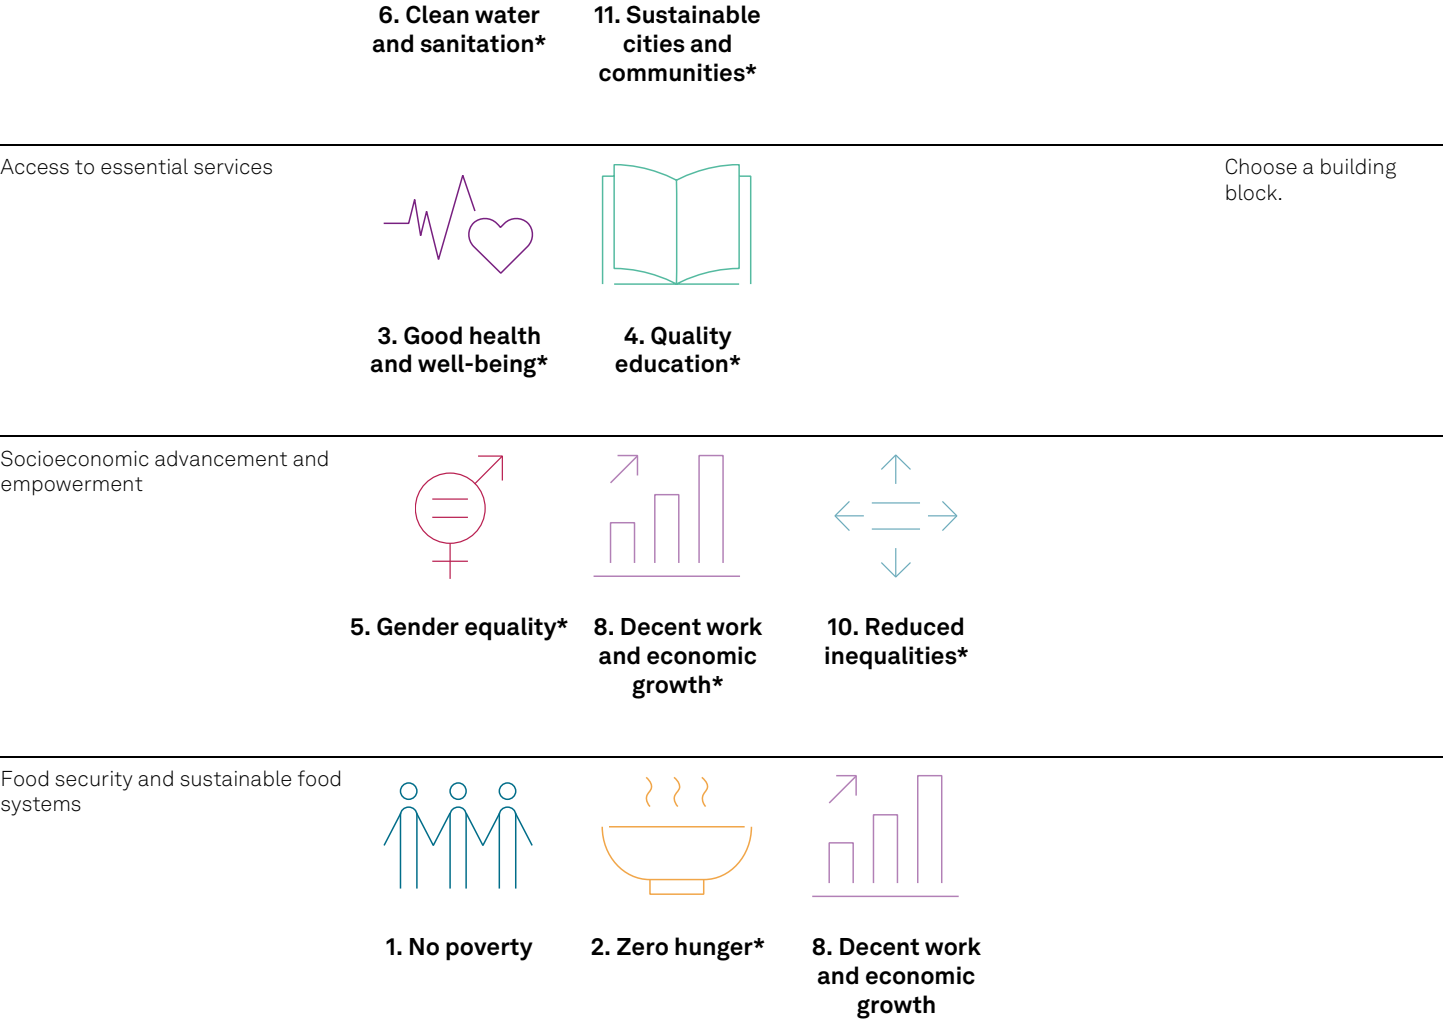 6. Clean water
and sanitation*
11. Sustainable
cities and
communities*
Access to essential services
Choose a building
block.
3. Good health
and well-being*
4. Quality
education*
Socioeconomic advancement and
empowerment
5. Gender equality*
8. Decent work
and economic
growth*
10. Reduced
inequalities*
Food security and sustainable food
systems
1. No poverty
2. Zero hunger*
8. Decent work
and economic
growth